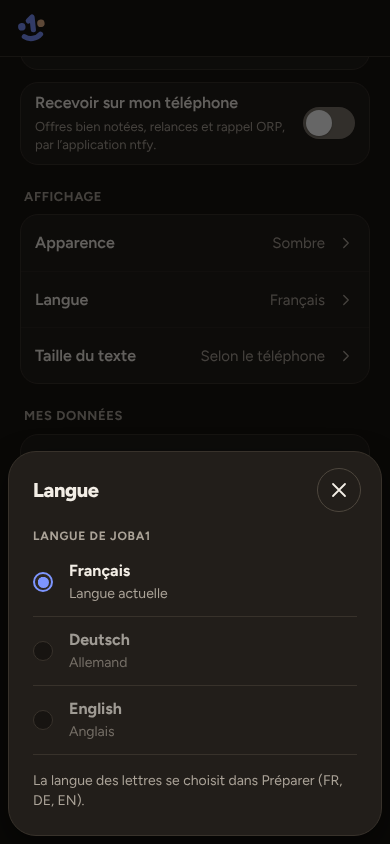 Recevoir sur mon téléphone
Offres bien notées, relances et rappel ORP,
par l'application ntfy.
AFFICHAGE
Apparence
Sombre
Langue
Français
Taille du texte
Selon le téléphone
MES DONNÉES
Langue
LANGUE DE JOBA1
Français
Langue actuelle
Deutsch
Allemand
English
Anglais
La langue des lettres se choisit dans Préparer (FR,
DE, EN).